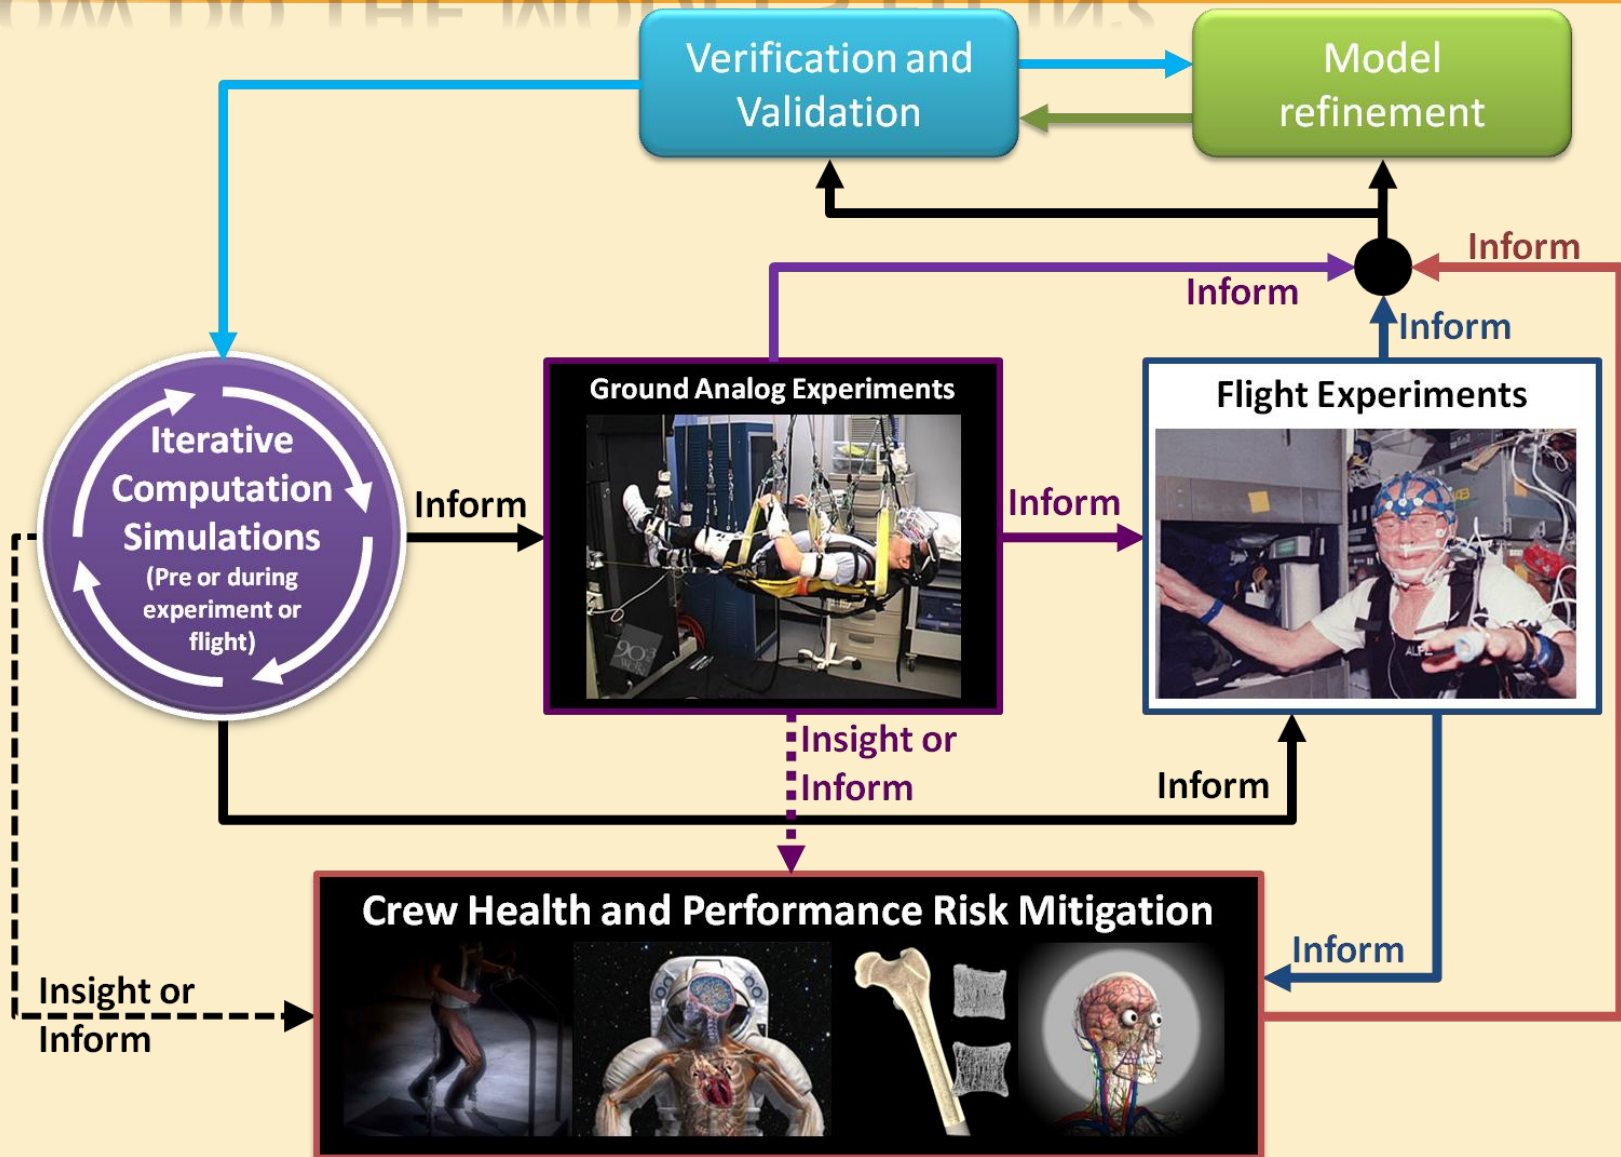 Verification and
Validation
Model
refinement
Inform
Inform
Inform
Ground Analog Experiments
Flight Experiments
Iterative
Computation
Simulations
(Pre or during
experiment or
flight)
Inform
Inform
Insight or
Inform
Inform
Crew Health and Performance Risk Mitigation
Inform
Insight or
Inform